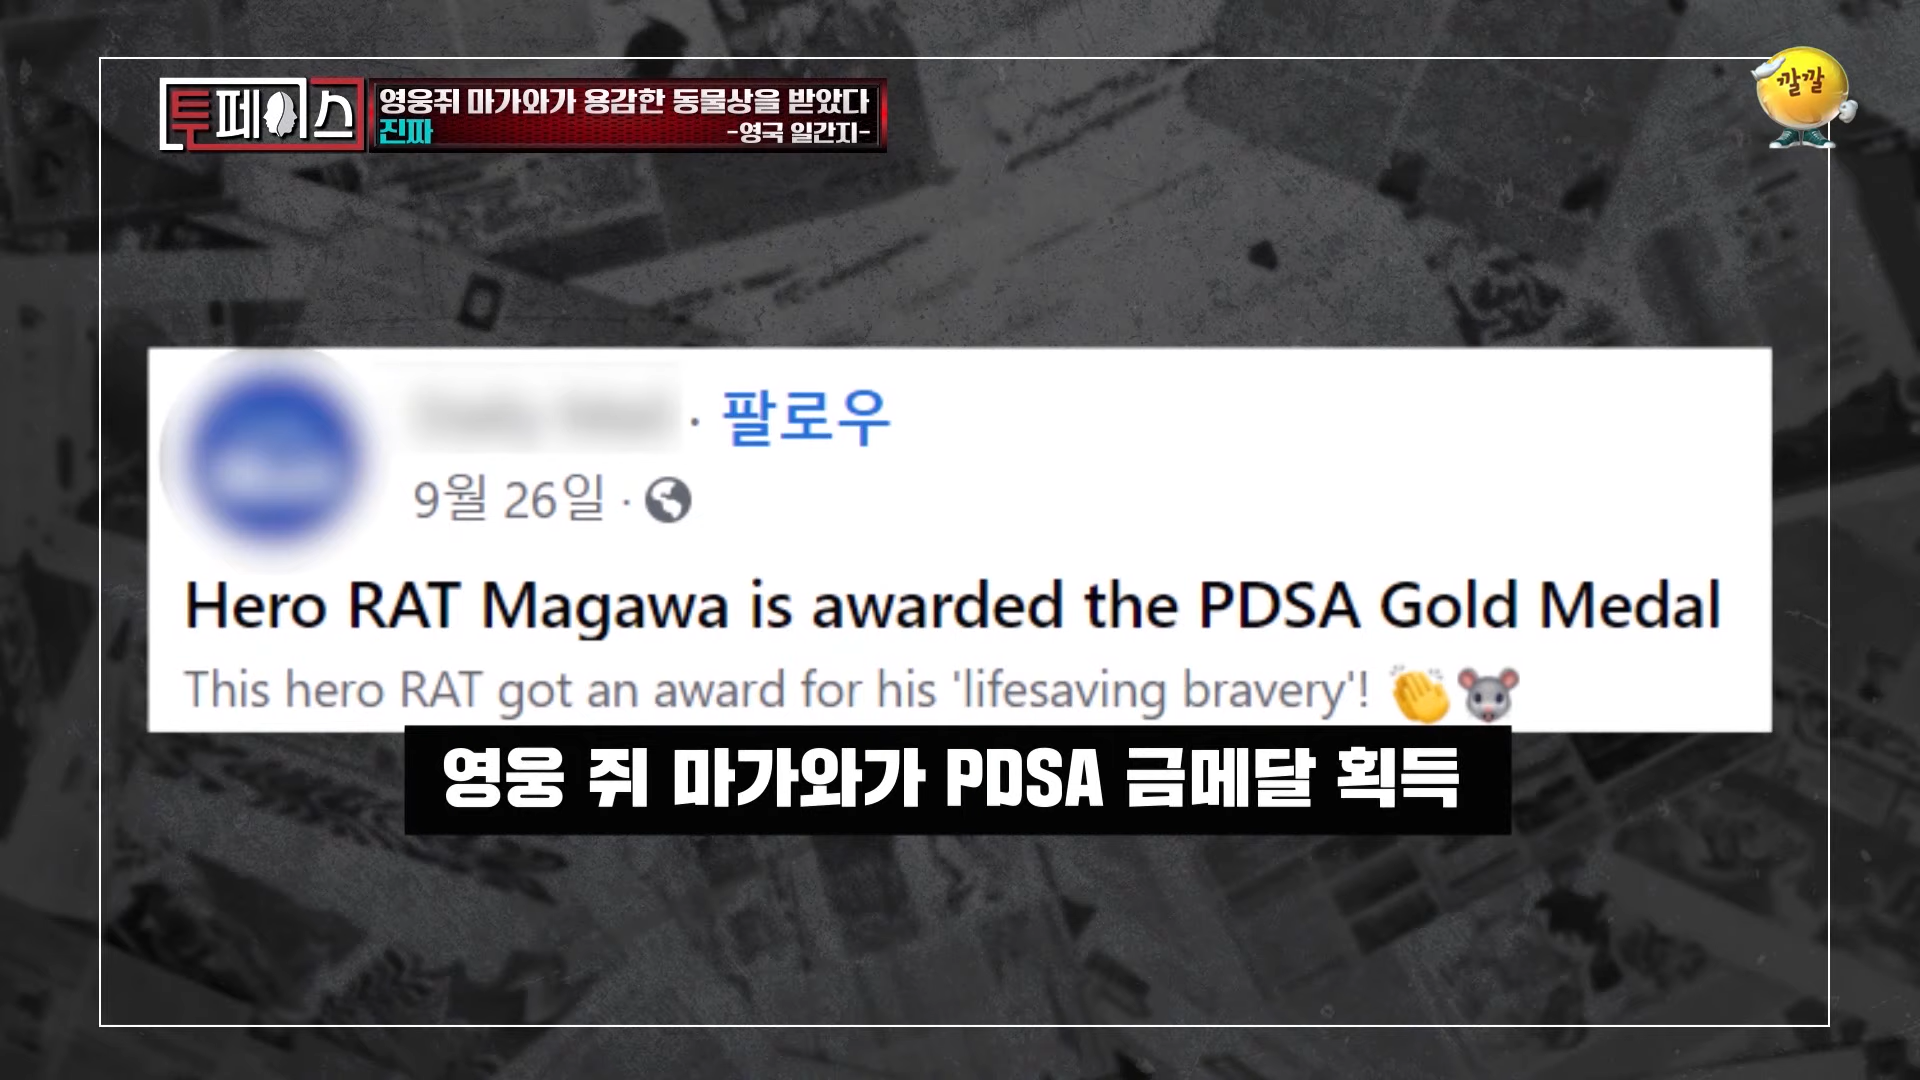 투페이스
영웅쥐 마가와가 용감한 동물상을 받았다
진짜
-영국 일간지-
깔깔
· 팔로우
9월 26일 ·
Hero RAT Magawa is awarded the PDSA Gold Medal
This hero RAT got an award for his 'lifesaving bravery'! 👏🐭
영웅 쥐 마가와가 PDSA 금메달 획득